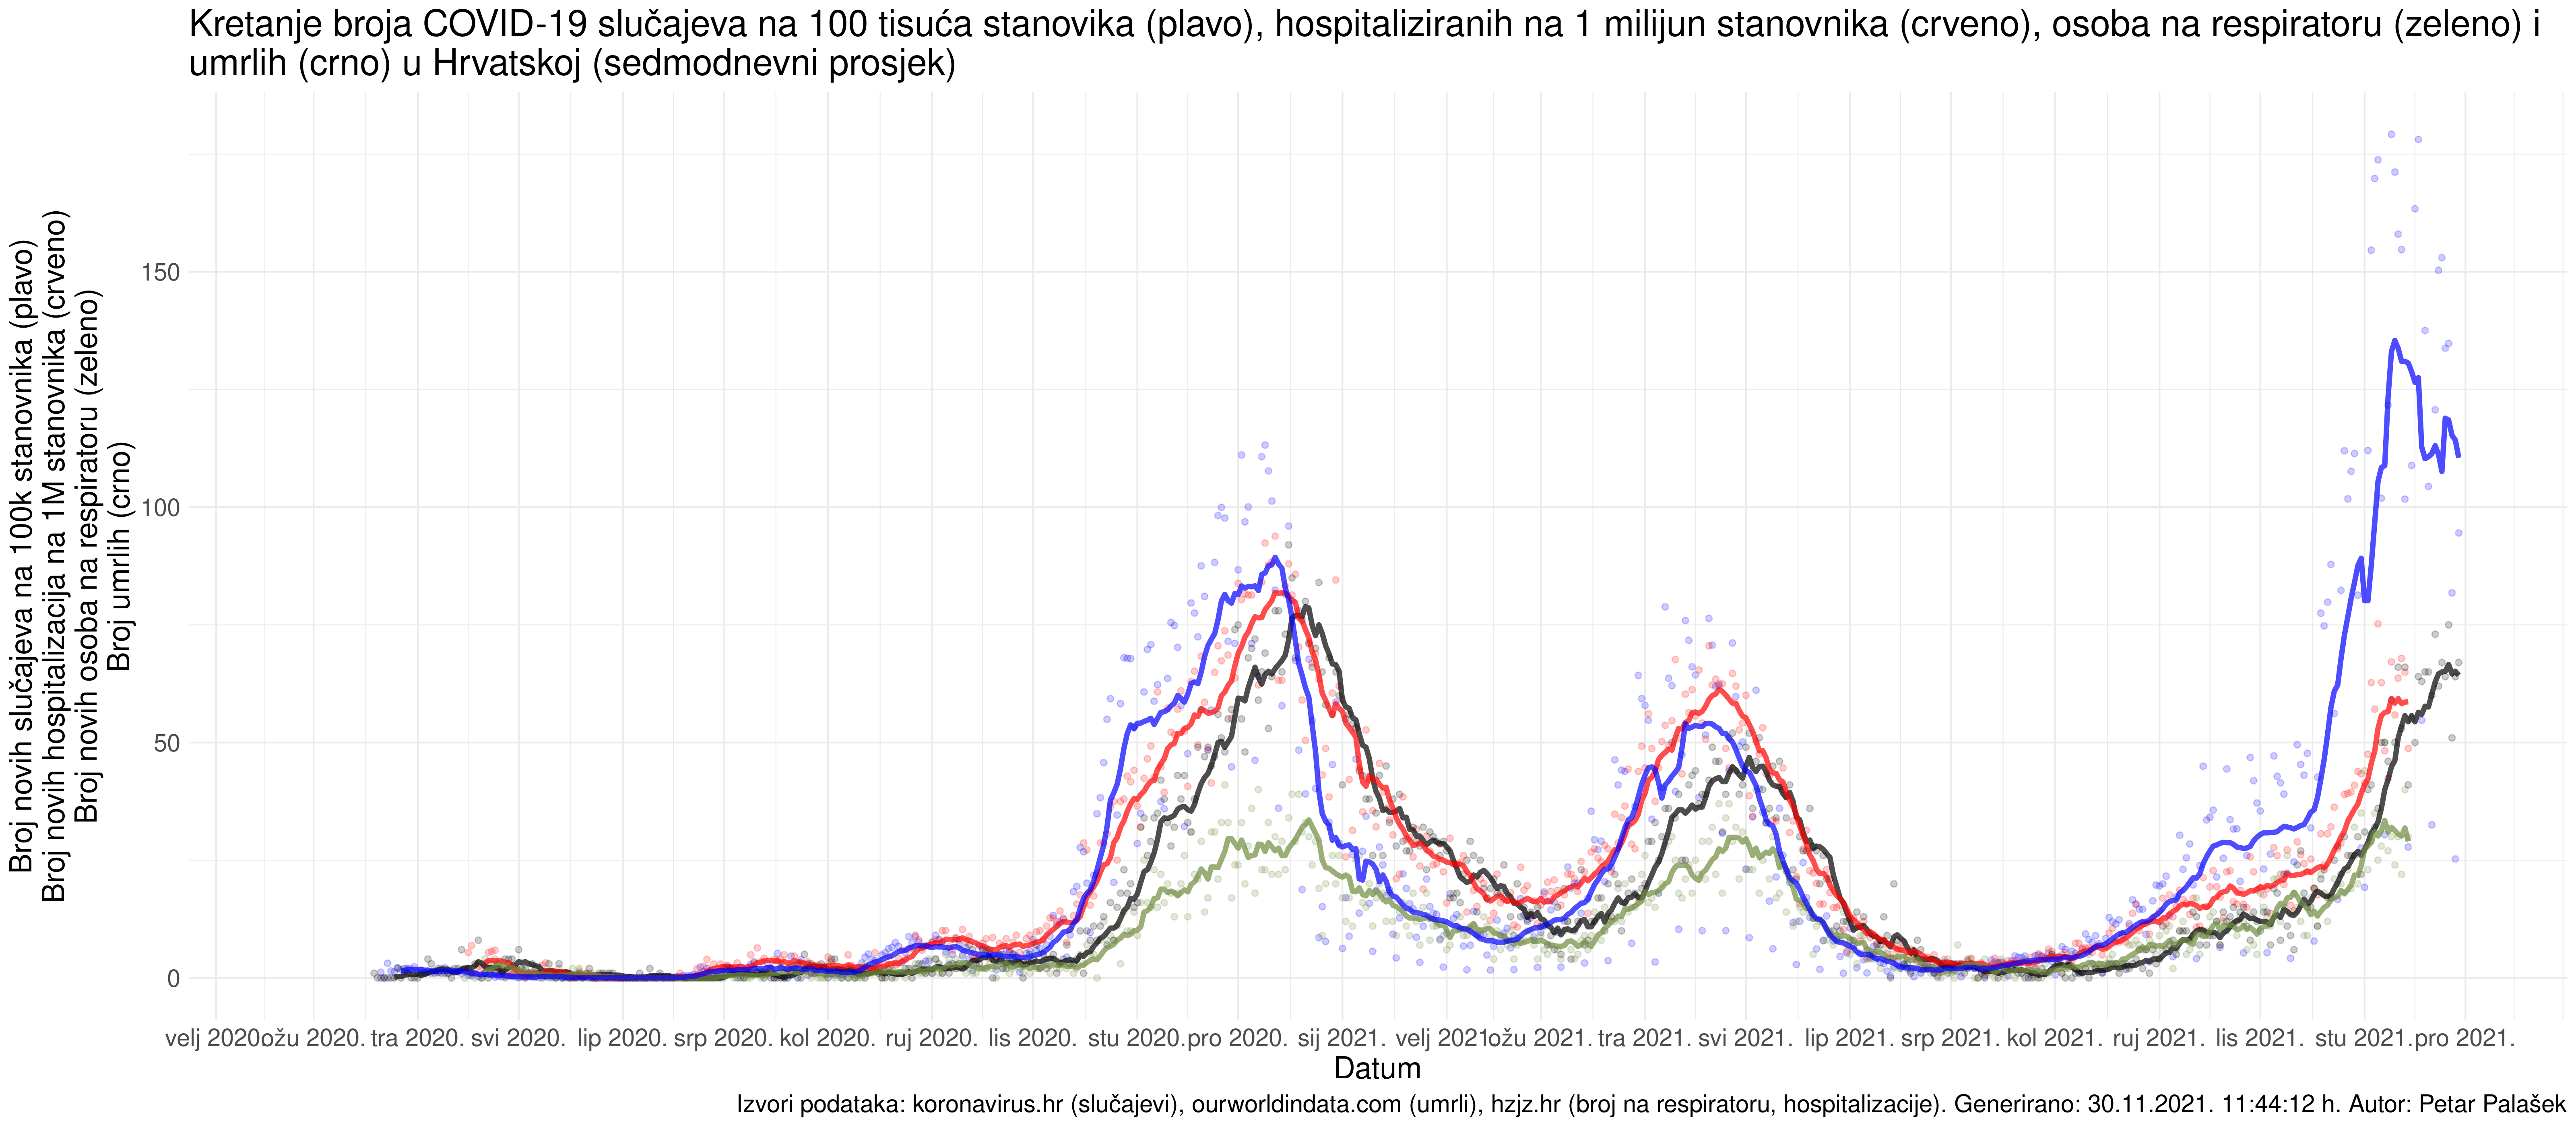 Kretanje broja COVID-19 slučajeva na 100 tisuća stanovika (plavo), hospitaliziranih na 1 milijun stanovnika (crveno), osoba na respiratoru (zeleno) i
umrlih (crno) u Hrvatskoj (sedmodnevni prosjek)
Broj novih slučajeva na 100k stanovnika (plavo)
Broj novih hospitalizacija na 1M stanovnika (crveno)
Broj novih osoba na respiratoru (zeleno)
Broj umrlih (crno)
150
100
50
0
velj 2020. ožu 2020. tra 2020. svi 2020. lip 2020. srp 2020. kol 2020. ruj 2020. lis 2020. stu 2020. pro 2020. sij 2021. velj 2021. ožu 2021. tra 2021. svi 2021. lip 2021. srp 2021. kol 2021. ruj 2021. lis 2021. stu 2021. pro 2021.
Datum
Izvori podataka: koronavirus.hr (slučajevi), ourworldindata.com (umrli), hzjz.hr (broj na respiratoru, hospitalizacije). Generirano: 30.11.2021. 11:44:12 h. Autor: Petar Palašek